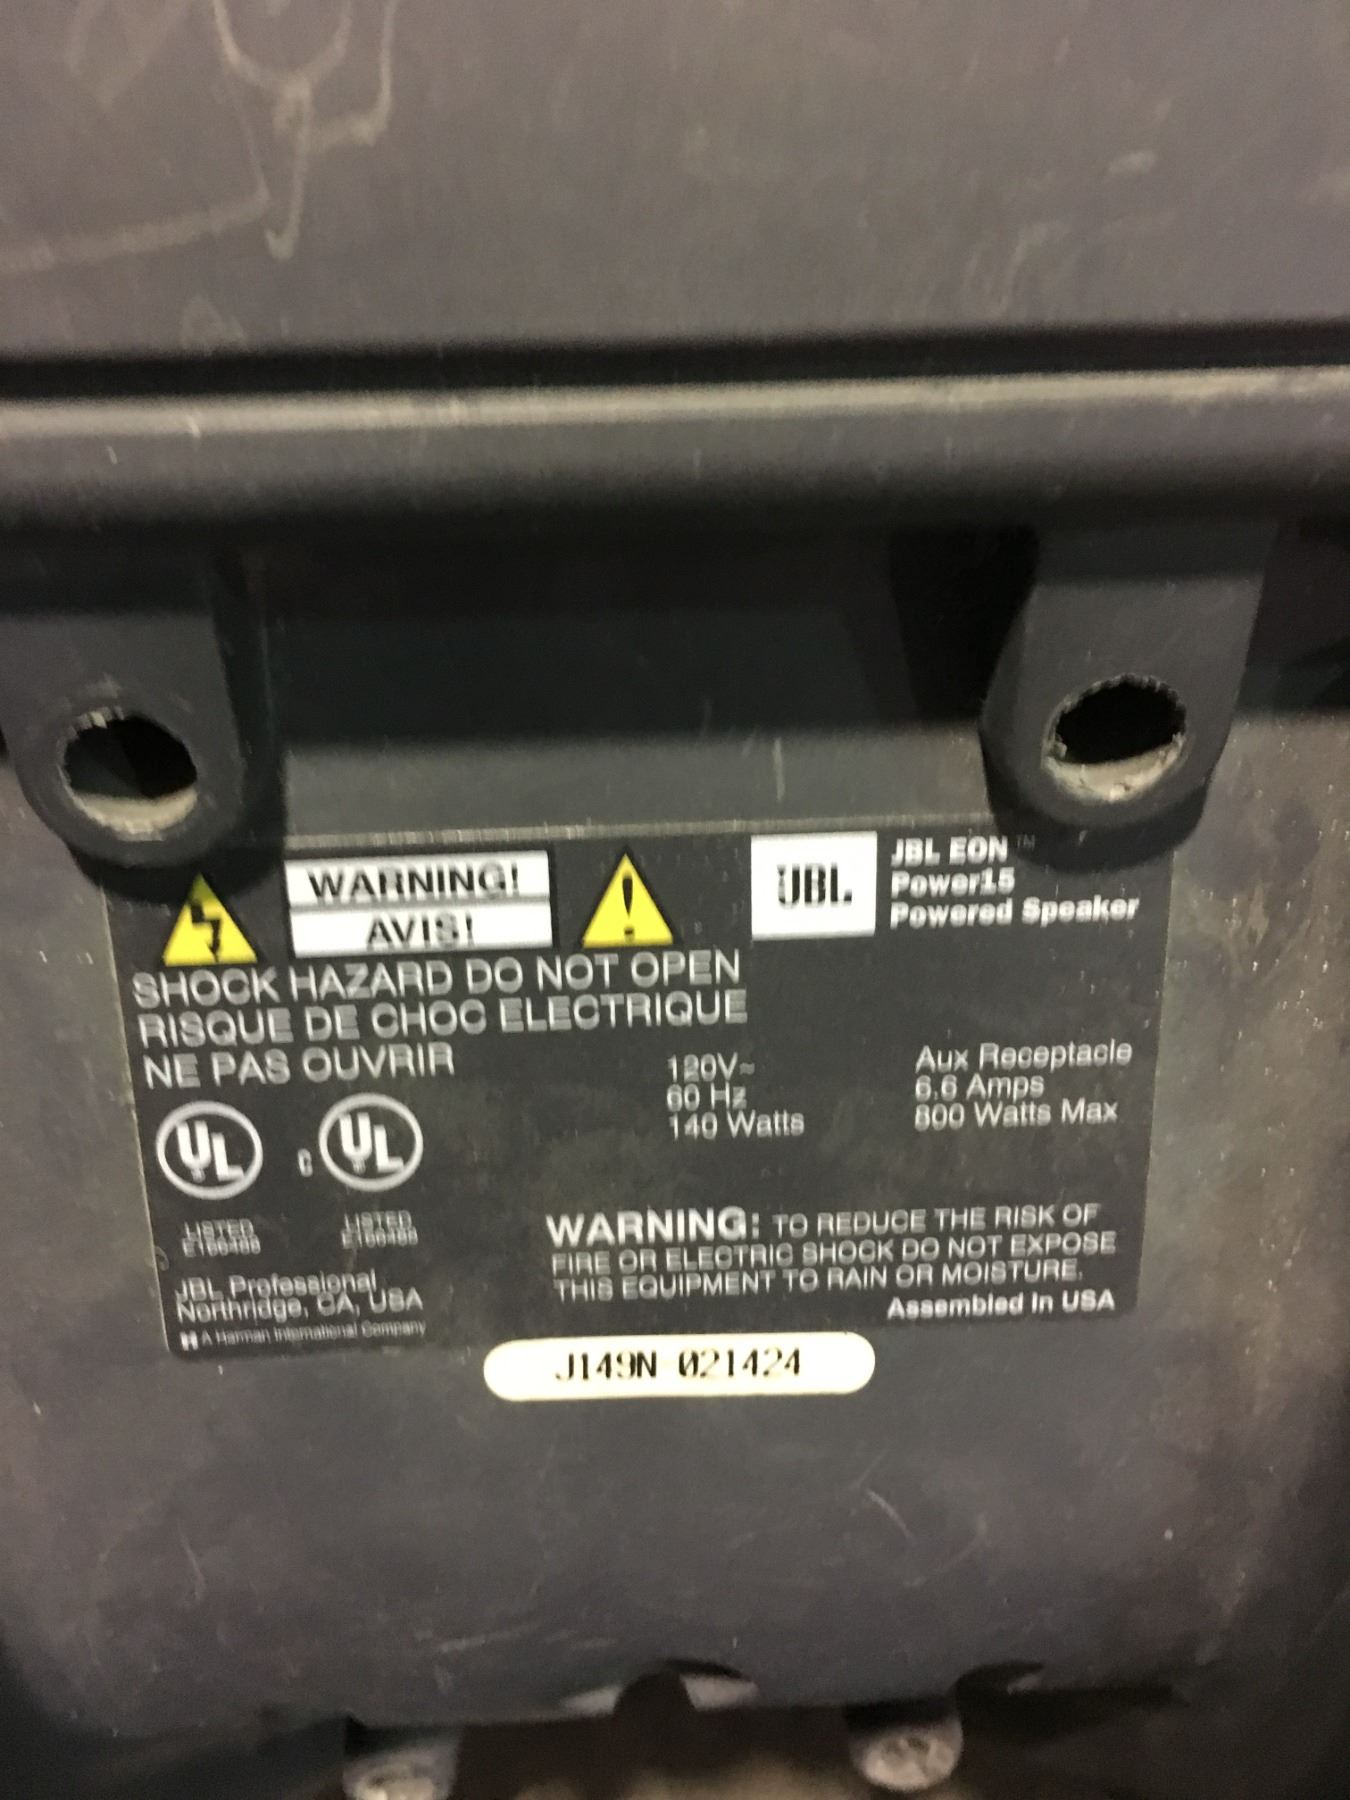 WARNING!
AVIS!
SHOCK HAZARD DO NOT OPEN
RISQUE DE CHOC ELECTRIQUE
NE PAS OUVRIR
JBL
JBL EON™
Power15
Powered Speaker
120V~
60 Hz
140 Watts
Aux Receptacle
6.6 Amps
800 Watts Max
UL
LISTED
c UL
LISTED
WARNING: TO REDUCE THE RISK OF
FIRE OR ELECTRIC SHOCK DO NOT EXPOSE
THIS EQUIPMENT TO RAIN OR MOISTURE.
Assembled in USA
JBL Professional
Northridge, CA, USA
A Harman International Company
J149N-021424